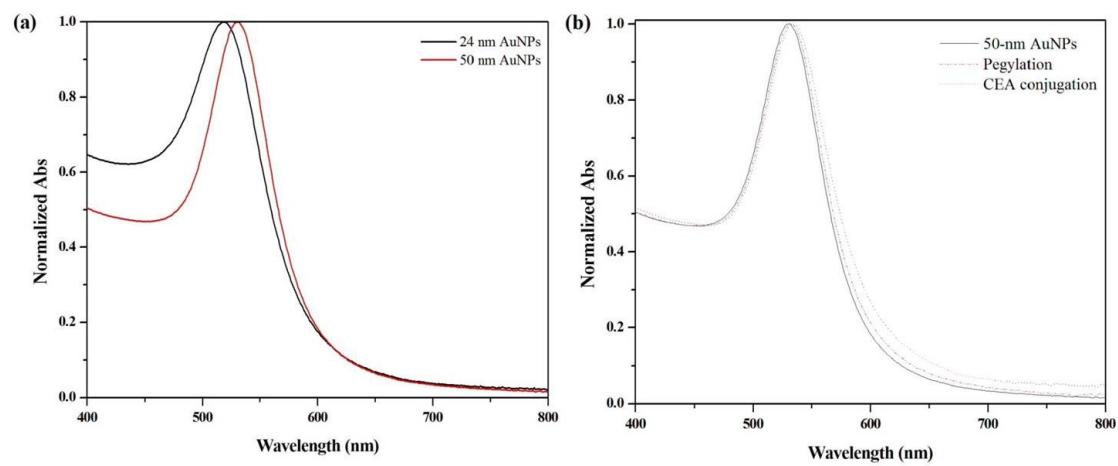 (a)
1.0
0.8
0.6
0.4
0.2
0.0
400
500
600
700
800
Normalized Abs
Wavelength (nm)
24 nm AuNPs
50 nm AuNPs
(b)
1.0
0.8
0.6
0.4
0.2
0.0
400
500
600
700
800
Normalized Abs
Wavelength (nm)
50-nm AuNPs
Pegylation
CEA conjugation